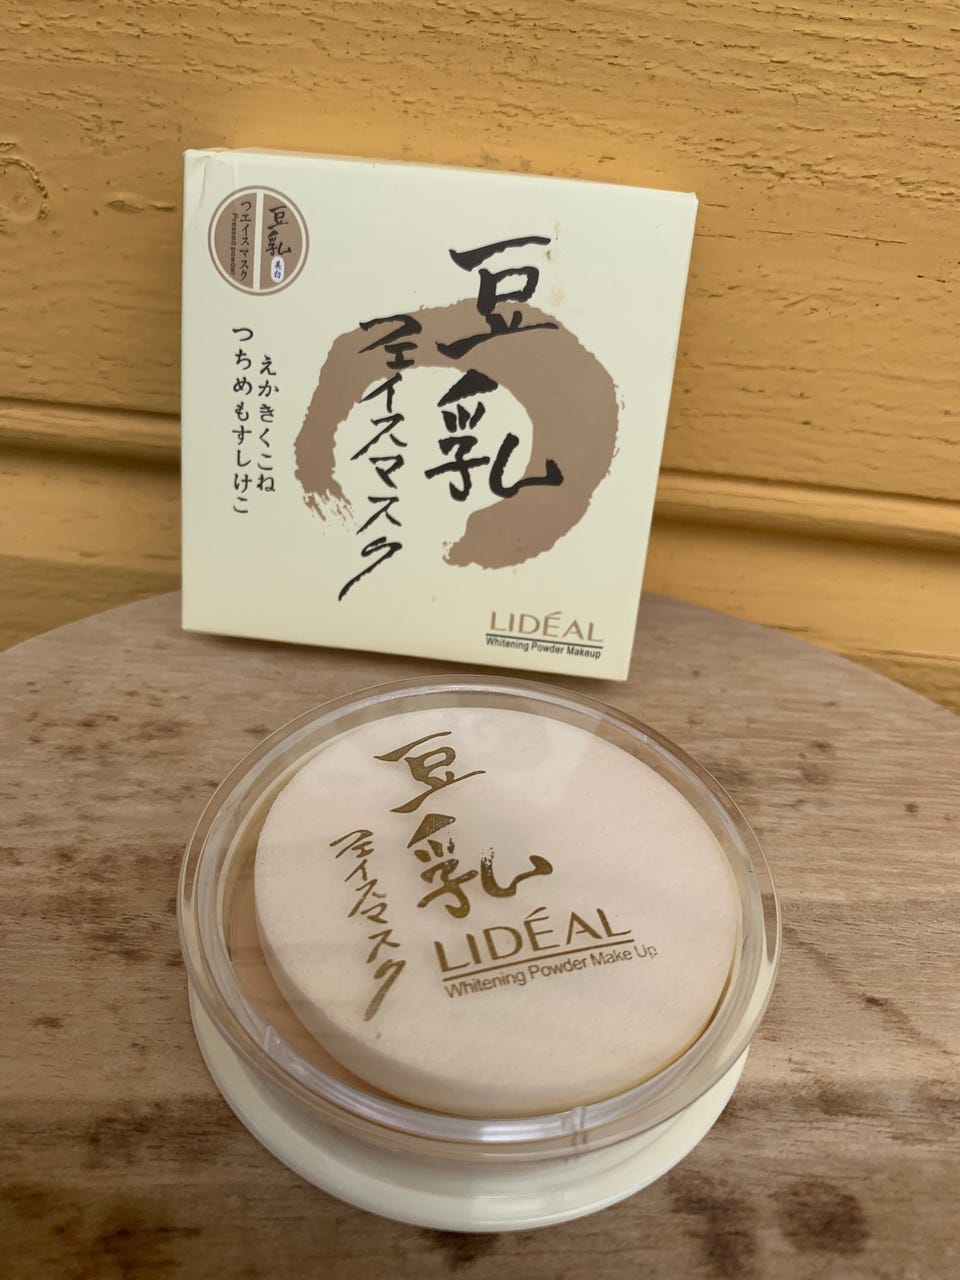 豆乳
美白
つエイスマスク
Pressed powder
豆乳
フェイスマスク
えかきくこね
つちめもすしけこ
LIDÉAL
Whitening Powder Makeup
豆乳
フェイスマスク
LIDÉAL
Whitening Powder Make Up